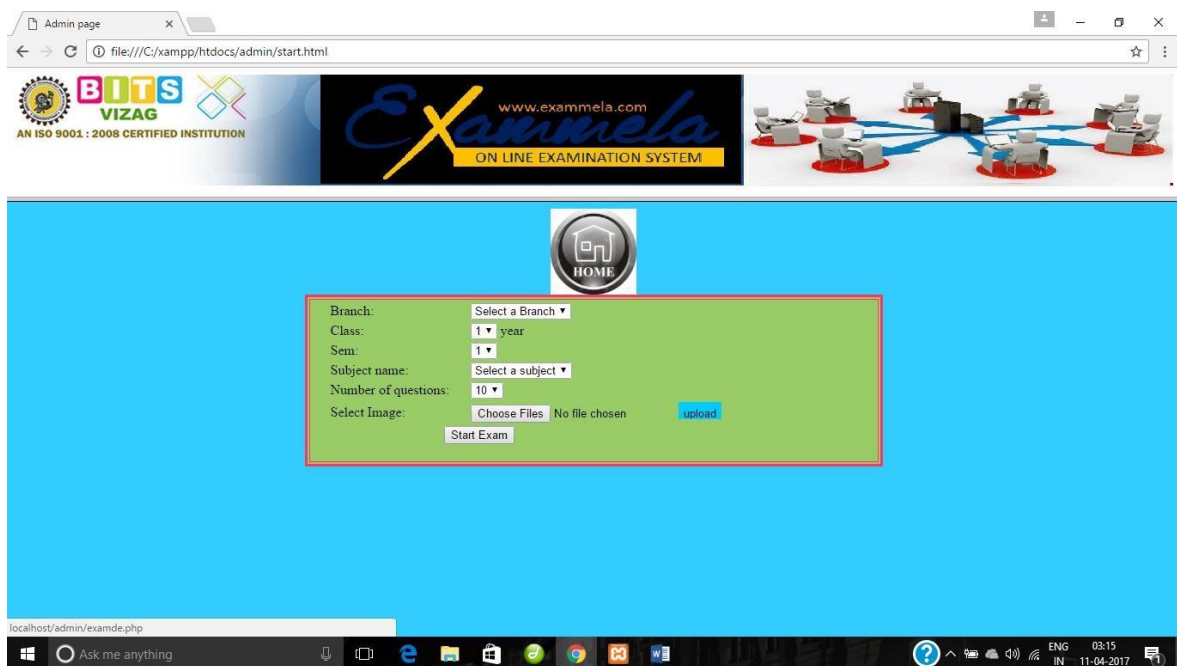 Admin page
file:///C:/xampp/htdocs/admin/start.html
BITS
VIZAG
AN ISO 9001 : 2008 CERTIFIED INSTITUTION
www.exammela.com
Exammela
ON LINE EXAMINATION SYSTEM
HOME
Branch: Select a Branch
Class: 1 year
Sem: 1
Subject name: Select a subject
Number of questions: 10
Select Image: Choose Files No file chosen upload
Start Exam
localhost/admin/examde.php
Ask me anything
ENG 03:15
IN 11-04-2017